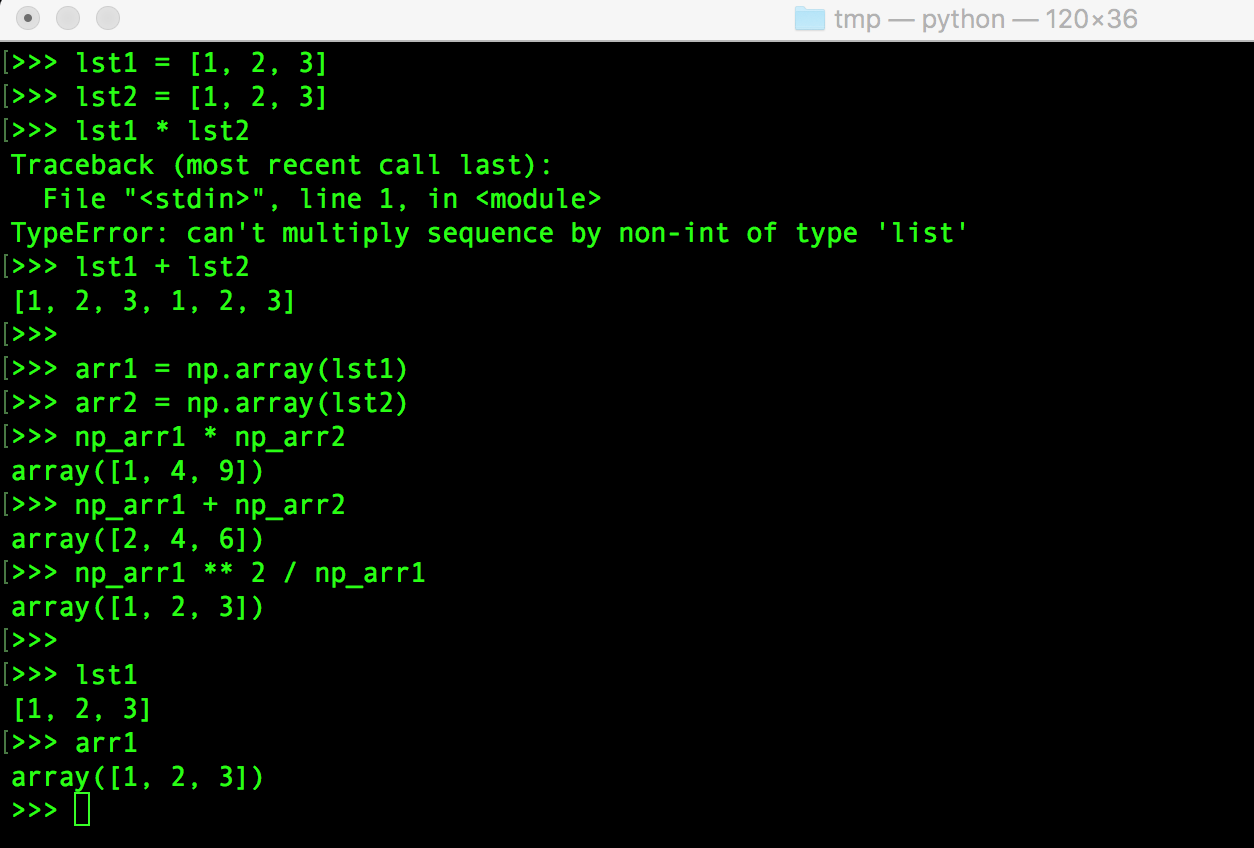 tmp — python — 120×36
[>>> lst1 = [1, 2, 3]
[>>> lst2 = [1, 2, 3]
[>>> lst1 * lst2
Traceback (most recent call last):
  File "<stdin>", line 1, in <module>
TypeError: can't multiply sequence by non-int of type 'list'
[>>> lst1 + lst2
[1, 2, 3, 1, 2, 3]
[>>>
[>>> arr1 = np.array(lst1)
[>>> arr2 = np.array(lst2)
[>>> np_arr1 * np_arr2
array([1, 4, 9])
[>>> np_arr1 + np_arr2
array([2, 4, 6])
[>>> np_arr1 ** 2 / np_arr1
array([1, 2, 3])
[>>>
[>>> lst1
[1, 2, 3]
[>>> arr1
array([1, 2, 3])
>>>